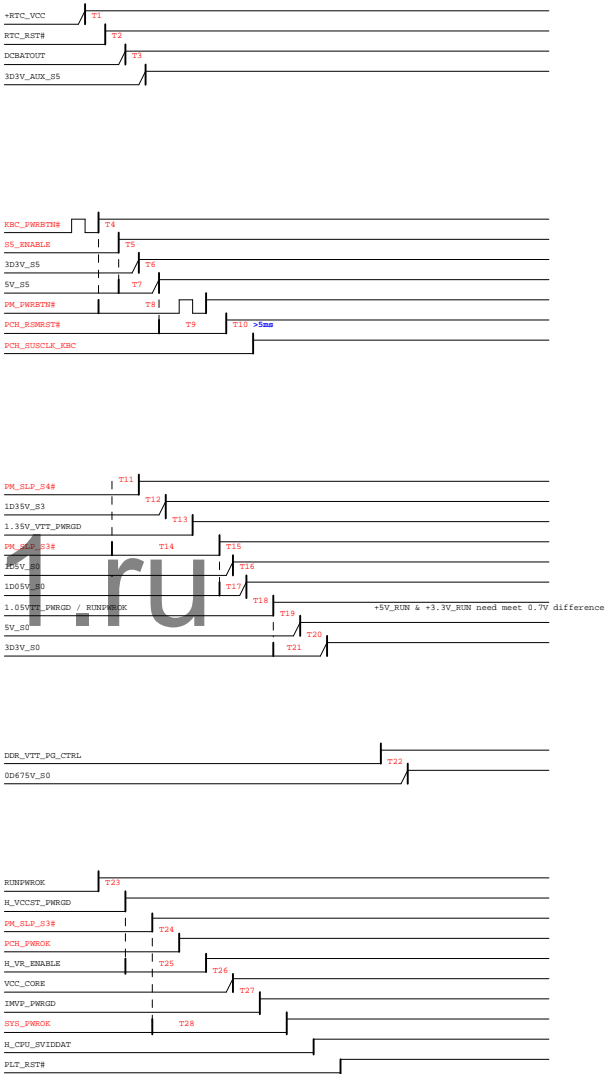 +RTC_VCC T1
RTC_RST# T2
DCBATOUT T3
3D3V_AUX_S5
KBC_PWRBTN# T4
S5_ENABLE T5
3D3V_S5 T6
5V_S5 T7
PM_PWRBTN# T8
PCH_RSMRST# T9 T10 >5ms
PCH_SUSCLK_KBC
PM_SLP_S4# T11
1D35V_S3 T12
1.35V_VTT_PWRGD T13
PM_SLP_S3# T14 T15
1D5V_S0 T16
1D05V_S0 T17
1.05VTT_PWRGD / RUNPWROK T18 +5V_RUN & +3.3V_RUN need meet 0.7V difference
5V_S0 T19
3D3V_S0 T20
T21
1.ru
DDR_VTT_PG_CTRL T22
0D675V_S0
RUNPWROK T23
H_VCCST_PWRGD
PM_SLP_S3# T24
PCH_PWROK
H_VR_ENABLE T25 T26
VCC_CORE T27
IMVP_PWRGD
SYS_PWROK T28
H_CPU_SVIDDAT
PLT_RST#